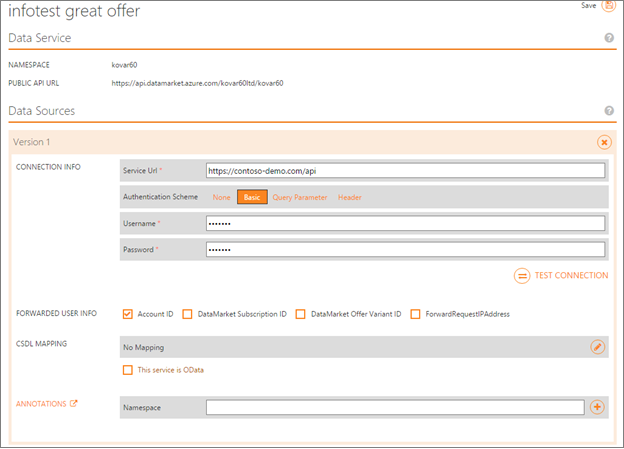 infotest great offer
Save
Data Service
?
NAMESPACE kovar60
PUBLIC API URL https://api.datamarket.azure.com/kovar60ltd/kovar60
Data Sources
?
Version 1
CONNECTION INFO Service Url * https://contoso-demo.com/api
Authentication Scheme None Basic Query Parameter Header
Username * •••••••
Password * •••••••
TEST CONNECTION
FORWARDED USER INFO Account ID DataMarket Subscription ID DataMarket Offer Variant ID ForwardRequestIPAddress
CSDL MAPPING No Mapping
This service is OData
ANNOTATIONS Namespace